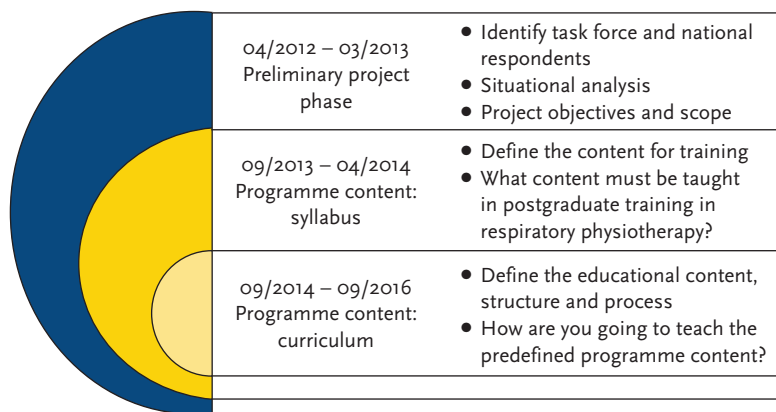 04/2012 – 03/2013
Preliminary project
phase
● Identify task force and national
respondents
● Situational analysis
● Project objectives and scope
09/2013 – 04/2014
Programme content:
syllabus
● Define the content for training
● What content must be taught
in postgraduate training in
respiratory physiotherapy?
09/2014 – 09/2016
Programme content:
curriculum
● Define the educational content,
structure and process
● How are you going to teach the
predefined programme content?